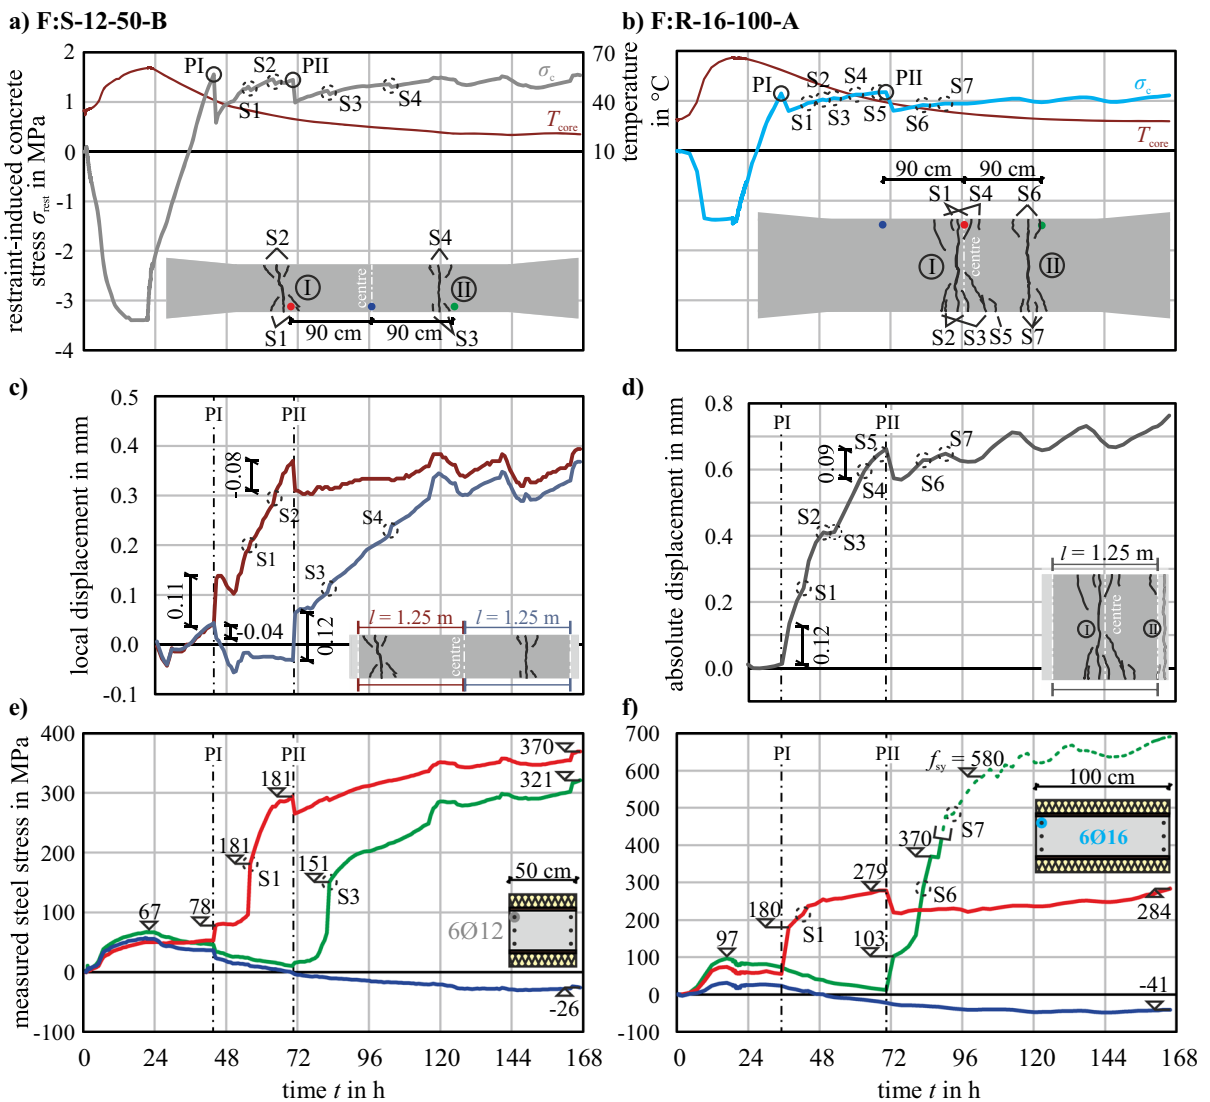 a) F:S-12-50-B
restraint-induced concrete
stress σrest in MPa
2
1
0
-1
-2
-3
-4
70
40
10
temperature
in °C
PI
S2
PII
S1
S3
S4
σc
Tcore
S2
S4
I
centre
II
S1
90 cm
90 cm
S3
b) F:R-16-100-A
PI
S2
S4
PII
S7
S1
S3
S5
S6
σc
Tcore
90 cm
90 cm
S1
S4
S6
I
centre
II
S2
S3
S5
S7
c)
local displacement in mm
0.5
0.4
0.3
0.2
0.1
0.0
-0.1
PI
PII
-0.08
S2
S1
S4
S3
0.11
-0.04
0.12
l = 1.25 m
l = 1.25 m
centre
d)
absolute displacement in mm
0.8
0.6
0.4
0.2
0.0
PI
PII
0.09
S5
S7
S4
S6
S2
S3
S1
0.12
l = 1.25 m
I
centre
II
e)
measured steel stress in MPa
400
300
200
100
0
-100
PI
PII
370
321
181
181
S1
151
S3
67
78
-26
50 cm
6Ø12
0
24
48
72
96
120
144
168
time t in h
f)
700
600
500
400
300
200
100
0
-100
PI
PII
fsy = 580
370
S7
S6
279
180
S1
103
97
284
-41
100 cm
6Ø16
0
24
48
72
96
120
144
168
time t in h